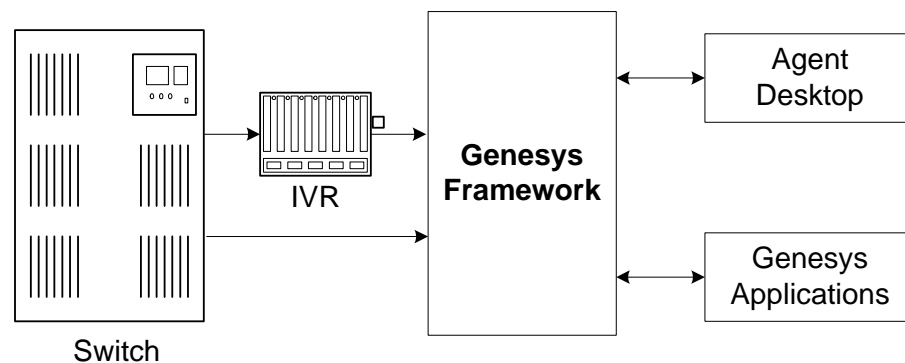 Agent
Desktop
Genesys
Framework
IVR
Genesys
Applications
Switch